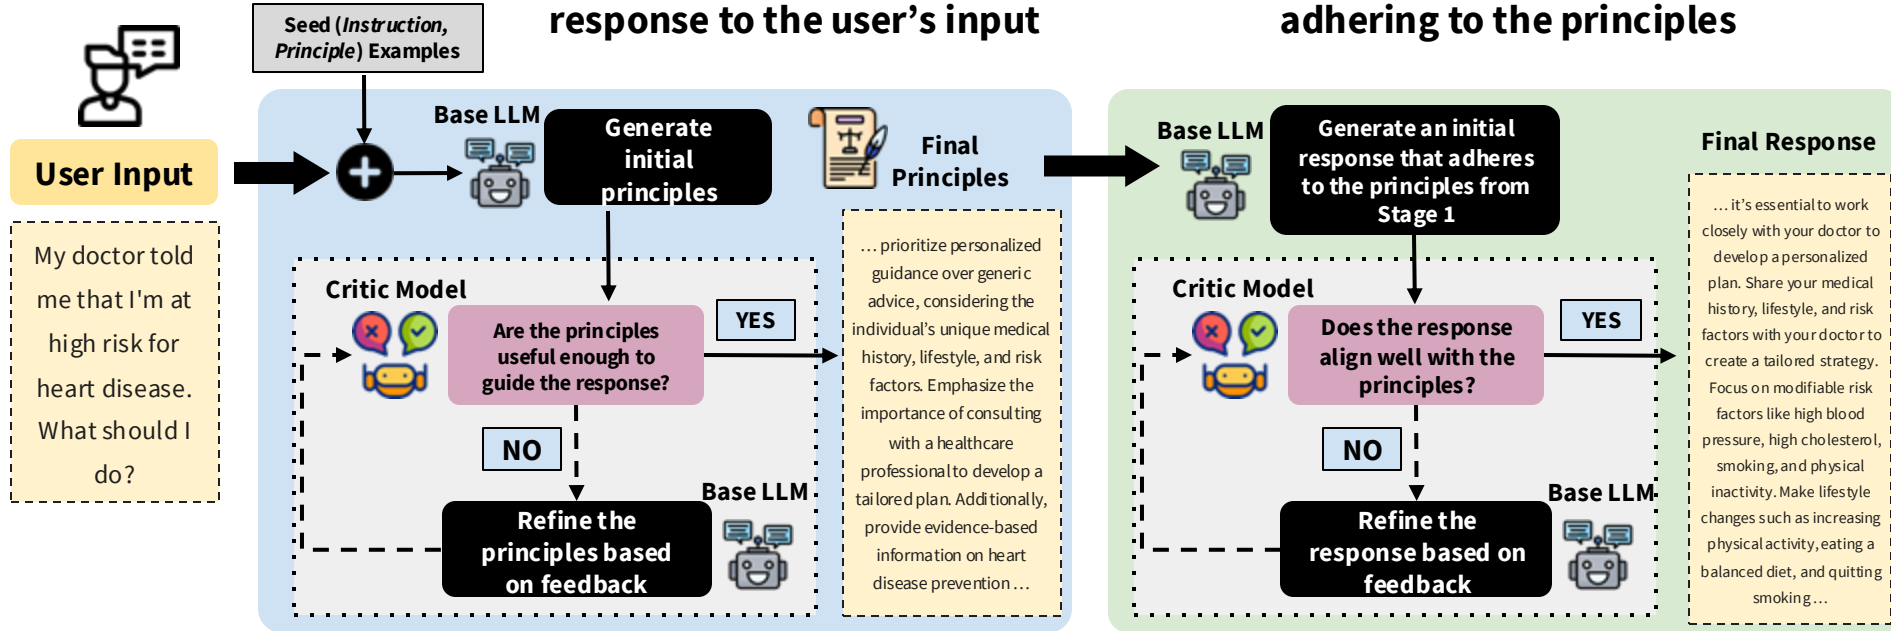 response to the user's input
adhering to the principles
Seed (Instruction,
Principle) Examples
User Input
My doctor told
me that I'm at
high risk for
heart disease.
What should I
do?
Base LLM
Generate
initial
principles
Critic Model
Are the principles
useful enough to
guide the response?
YES
NO
Base LLM
Refine the
principles based
on feedback
Final
Principles
... prioritize personalized
guidance over generic
advice, considering the
individual's unique medical
history, lifestyle, and risk
factors. Emphasize the
importance of consulting
with a healthcare
professional to develop a
tailored plan. Additionally,
provide evidence-based
information on heart
disease prevention ...
Base LLM
Generate an initial
response that adheres
to the principles from
Stage 1
Critic Model
Does the response
align well with the
principles?
YES
NO
Base LLM
Refine the
response based on
feedback
Final Response
... it's essential to work
closely with your doctor to
develop a personalized
plan. Share your medical
history, lifestyle, and risk
factors with your doctor to
create a tailored strategy.
Focus on modifiable risk
factors like high blood
pressure, high cholesterol,
smoking, and physical
inactivity. Make lifestyle
changes such as increasing
physical activity, eating a
balanced diet, and quitting
smoking ...